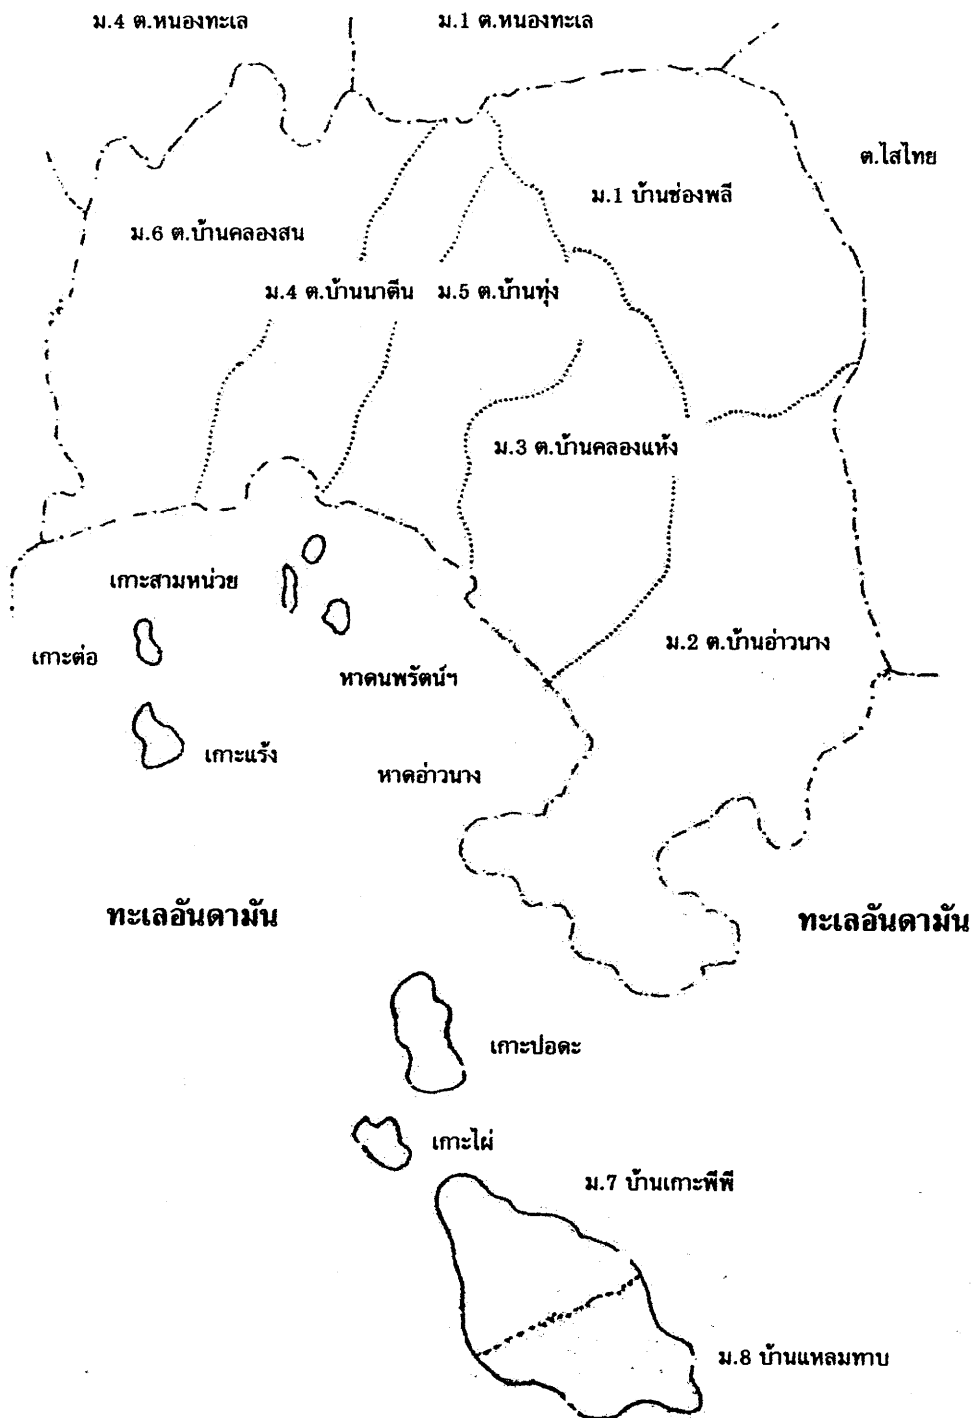 ม.4 ต.หนองทะเล
ม.1 ต.หนองทะเล
ต.ไสไทย
ม.1 บ้านช่องพลี
ม.6 ต.บ้านคลองสน
ม.4 ต.บ้านนาตีน
ม.5 ต.บ้านทุ่ง
ม.3 ต.บ้านคลองแห้ง
เกาะสามหน่วย
เกาะต่อ
ม.2 ต.บ้านอ่าวนาง
หาดนพรัตน์ฯ
เกาะแร้ง
หาดอ่าวนาง
ทะเลอันดามัน
ทะเลอันดามัน
เกาะปอดะ
เกาะไผ่
ม.7 บ้านเกาะพีพี
ม.8 บ้านแหลมทาบ